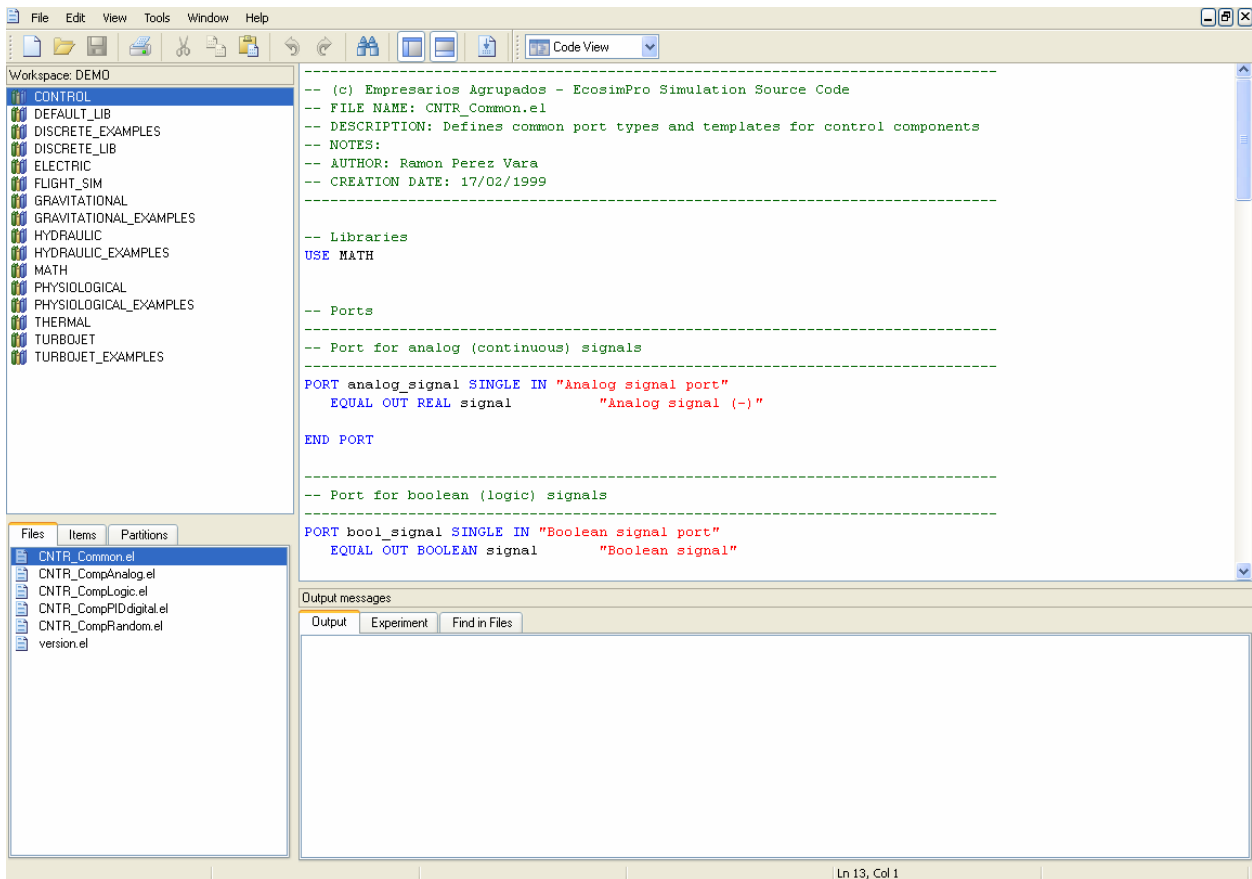 File Edit View Tools Window Help
Code View
Workspace: DEMO
CONTROL
DEFAULT_LIB
DISCRETE_EXAMPLES
DISCRETE_LIB
ELECTRIC
FLIGHT_SIM
GRAVITATIONAL
GRAVITATIONAL_EXAMPLES
HYDRAULIC
HYDRAULIC_EXAMPLES
MATH
PHYSIOLOGICAL
PHYSIOLOGICAL_EXAMPLES
THERMAL
TURBOJET
TURBOJET_EXAMPLES
Files Items Partitions
CNTR_Common.el
CNTR_CompAnalog.el
CNTR_CompLogic.el
CNTR_CompPIDdigital.el
CNTR_CompRandom.el
version.el
--------------------------------------------------------------------------------
-- (c) Empresarios Agrupados - EcosimPro Simulation Source Code
-- FILE NAME: CNTR_Common.el
-- DESCRIPTION: Defines common port types and templates for control components
-- NOTES:
-- AUTHOR: Ramon Perez Vara
-- CREATION DATE: 17/02/1999
--------------------------------------------------------------------------------
-- Libraries
USE MATH
-- Ports
--------------------------------------------------------------------------------
-- Port for analog (continuous) signals
--------------------------------------------------------------------------------
PORT analog_signal SINGLE IN "Analog signal port"
EQUAL OUT REAL signal "Analog signal (-)"
END PORT
--------------------------------------------------------------------------------
-- Port for boolean (logic) signals
--------------------------------------------------------------------------------
PORT bool_signal SINGLE IN "Boolean signal port"
EQUAL OUT BOOLEAN signal "Boolean signal"
Output messages
Output Experiment Find in Files
Ln 13, Col 1